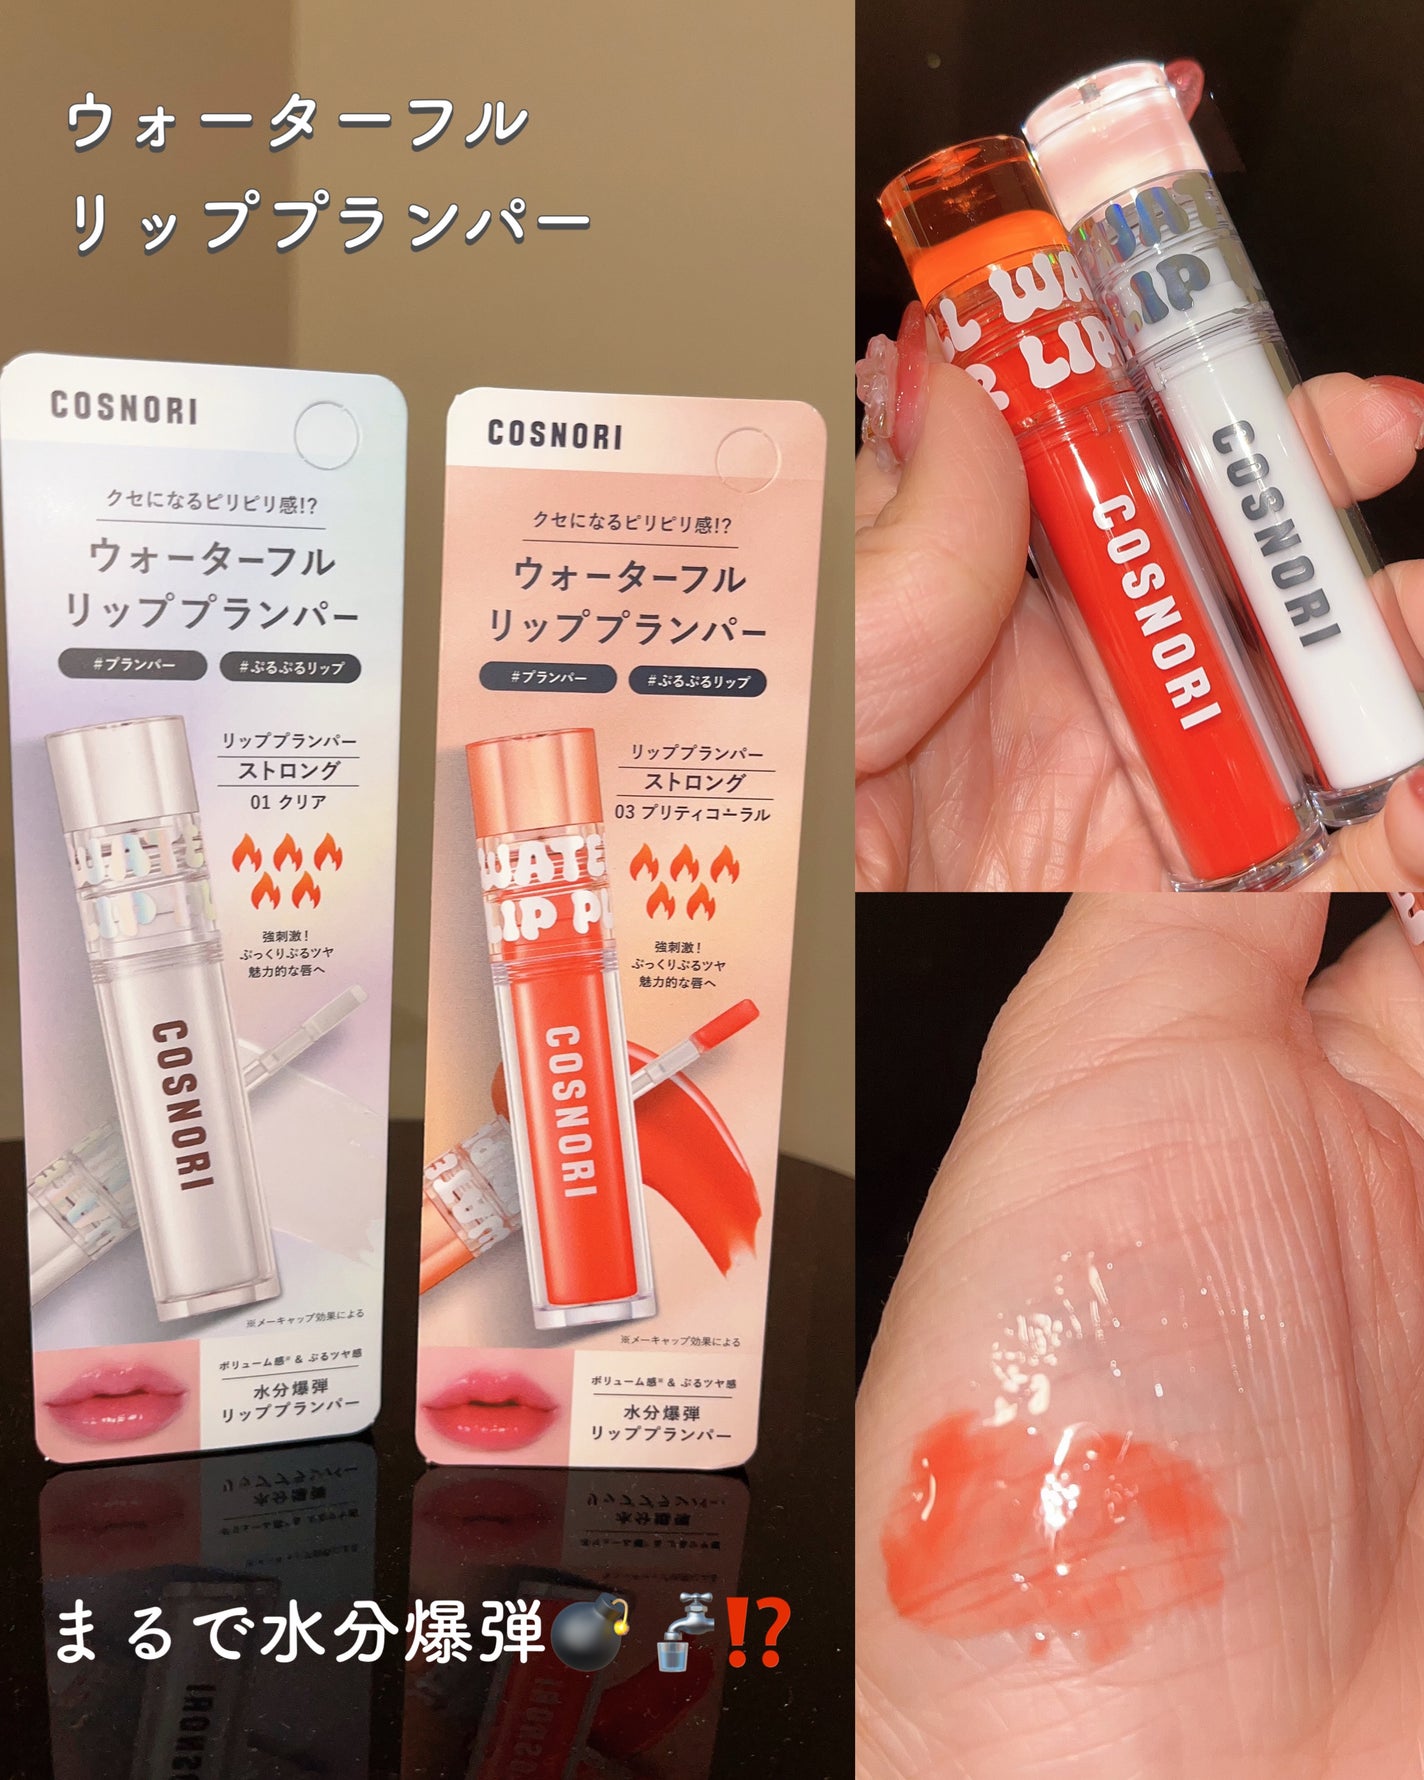 ウォーターフル
リッププランパー
COSNORI
クセになるピリピリ感!?
ウォーターフル
リッププランパー
#プランパー
#ぷるぷるリップ
リッププランパー
ストロング
01 クリア
強刺激!
ぷっくりぷるツヤ
魅力的な唇へ
WATE
LIP
COSNORI
※メーキャップ効果による
ボリューム感※ & ぷるツヤ感
水分爆弾
リッププランパー
COSNORI
クセになるピリピリ感!?
ウォーターフル
リッププランパー
#プランパー
#ぷるぷるリップ
リッププランパー
ストロング
03 プリティコーラル
強刺激!
ぷっくりぷるツヤ
魅力的な唇へ
WATE
LIP PL
COSNORI
※メーキャップ効果による
ボリューム感※ & ぷるツヤ感
水分爆弾
リッププランパー
LL WA
R LIP
COSNORI
WAT
LIP
COSNORI
まるで水分爆弾💣🚰⁉️